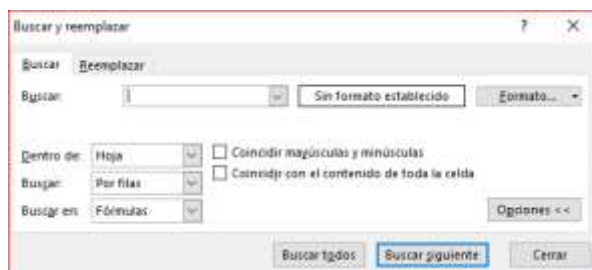 Buscar y reemplazar ? ×
Buscar Reemplazar
Buscar: Sin formato establecido Formato...
Dentro de: Hoja Coincidir mayúsculas y minúsculas
Buscar: Por filas Coincidir con el contenido de toda la celda
Buscar en: Fórmulas Opciones <<
Buscar todos Buscar siguiente Cerrar